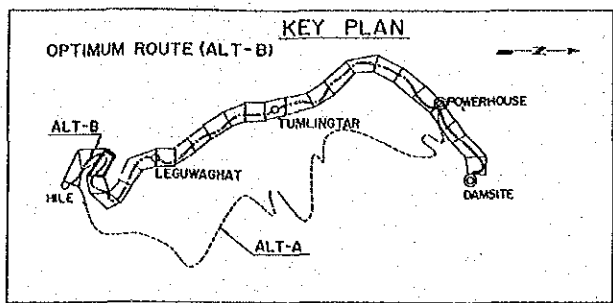 KEY PLAN
OPTIMUM ROUTE (ALT-B)
Z
POWERHOUSE
TUMLINGTAR
ALT-B
LEGUWAGHAT
HILE
DAMSITE
ALT-A